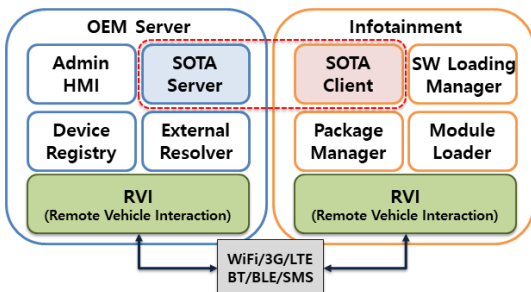 OEM Server
Infotainment
Admin
HMI
SOTA
Server
SOTA
Client
SW Loading
Manager
Device
Registry
External
Resolver
Package
Manager
Module
Loader
RVI
(Remote Vehicle Interaction)
RVI
(Remote Vehicle Interaction)
WiFi/3G/LTE
BT/BLE/SMS